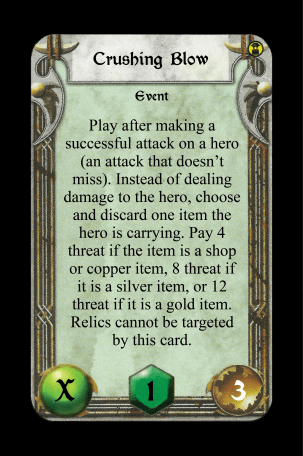 Crushing Blow
Event
Play after making a
successful attack on a hero
(an attack that doesn't
miss). Instead of dealing
damage to the hero, choose
and discard one item the
hero is carrying. Pay 4
threat if the item is a shop
or copper item, 8 threat if
it is a silver item, or 12
threat if it is a gold item.
Relics cannot be targeted
by this card.
X 1 3